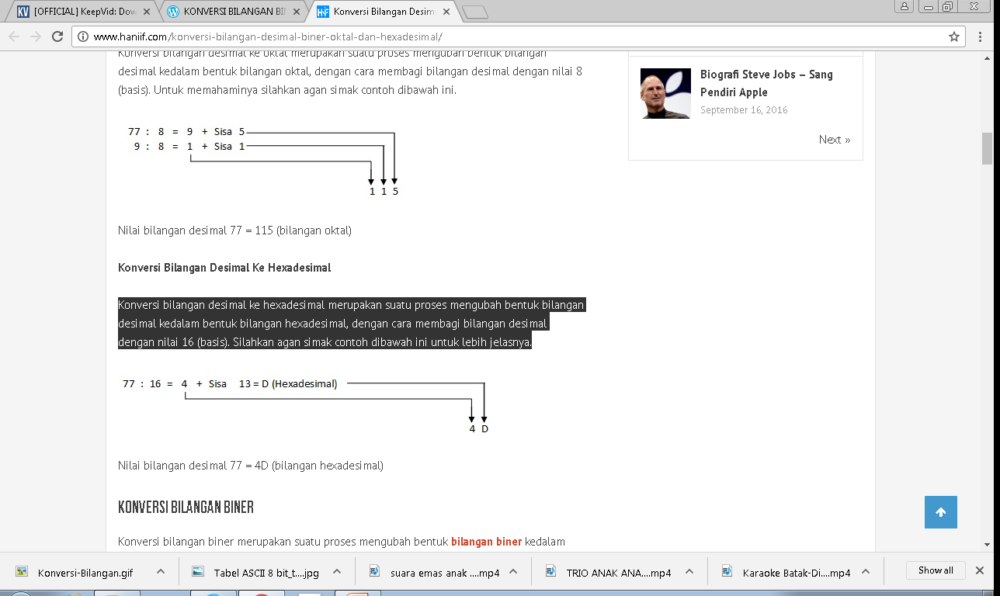 [OFFICIAL] KeepVid: Dow
KONVERSI BILANGAN BIN
Konversi Bilangan Desima
www.haniif.com/konversi-bilangan-desimal-biner-oktal-dan-hexadesimal/
Konversi bilangan desimal ke oktal merupakan suatu proses mengubah bentuk bilangan
desimal kedalam bentuk bilangan oktal, dengan cara membagi bilangan desimal dengan nilai 8
(basis). Untuk memahaminya silahkan agan simak contoh dibawah ini.
77 : 8 = 9 + Sisa 5
9 : 8 = 1 + Sisa 1
1 1 5
Nilai bilangan desimal 77 = 115 (bilangan oktal)
Konversi Bilangan Desimal Ke Hexadesimal
Konversi bilangan desimal ke hexadesimal merupakan suatu proses mengubah bentuk bilangan
desimal kedalam bentuk bilangan hexadesimal, dengan cara membagi bilangan desimal
dengan nilai 16 (basis). Silahkan agan simak contoh dibawah ini untuk lebih jelasnya.
77 : 16 = 4 + Sisa 13 = D (Hexadesimal)
4 D
Nilai bilangan desimal 77 = 4D (bilangan hexadesimal)
KONVERSI BILANGAN BINER
Konversi bilangan biner merupakan suatu proses mengubah bentuk bilangan biner kedalam
Biografi Steve Jobs – Sang
Pendiri Apple
September 16, 2016
Next »
Konversi-Bilangan.gif
Tabel ASCII 8 bit_t....jpg
suara emas anak ....mp4
TRIO ANAK ANA....mp4
Karaoke Batak-Di....mp4
Show all